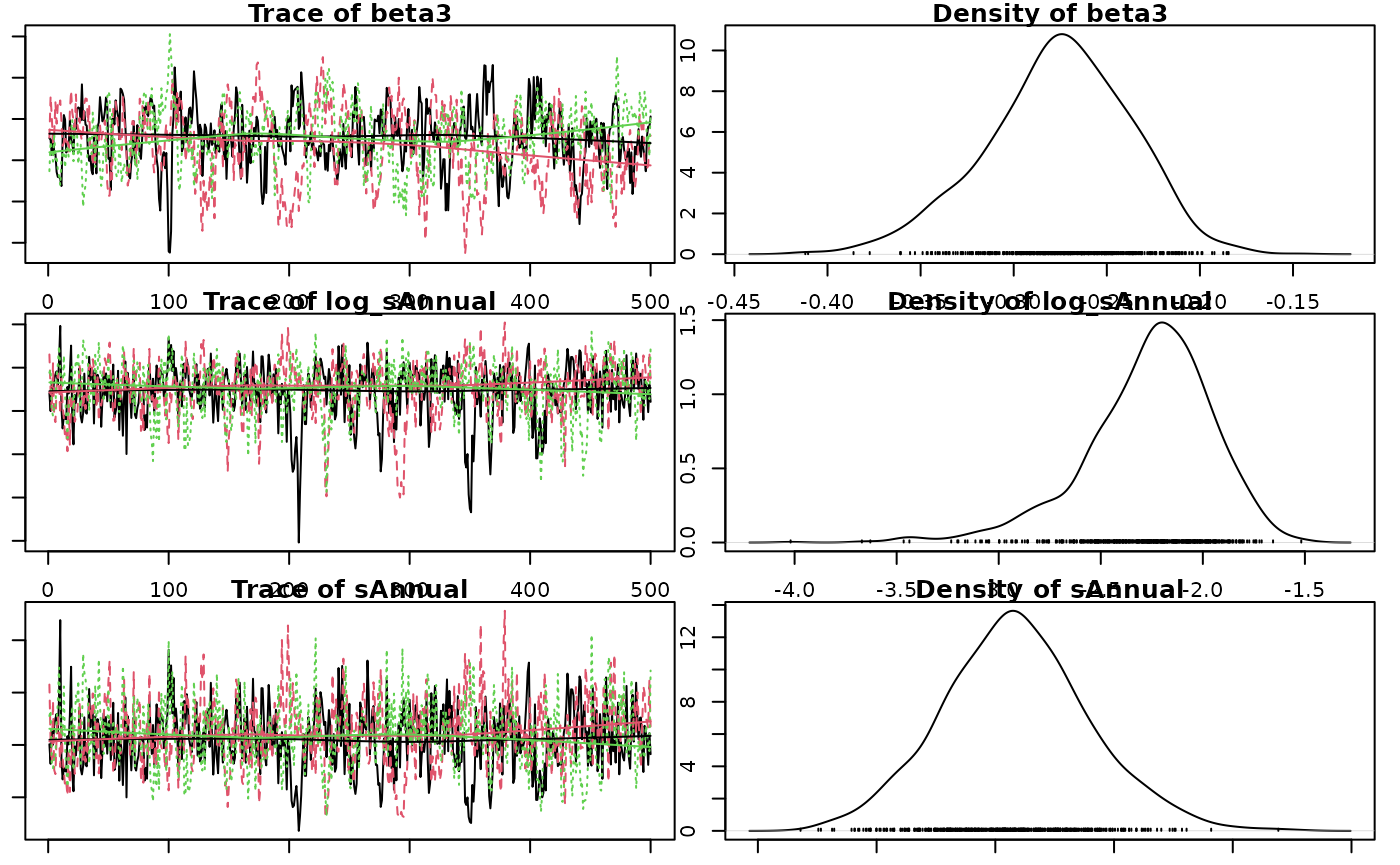 Trace of beta3
Density of beta3
0 2 4 6 8 10
0 100 200 300 400 500
-0.45 -0.40 -0.35 -0.30 -0.25 -0.20 -0.15
Trace of log_sAnnual
Density of log_sAnnual
0.0 0.5 1.0 1.5
0 100 200 300 400 500
-4.0 -3.5 -3.0 -2.5 -2.0 -1.5
Trace of sAnnual
Density of sAnnual
0 4 8 12